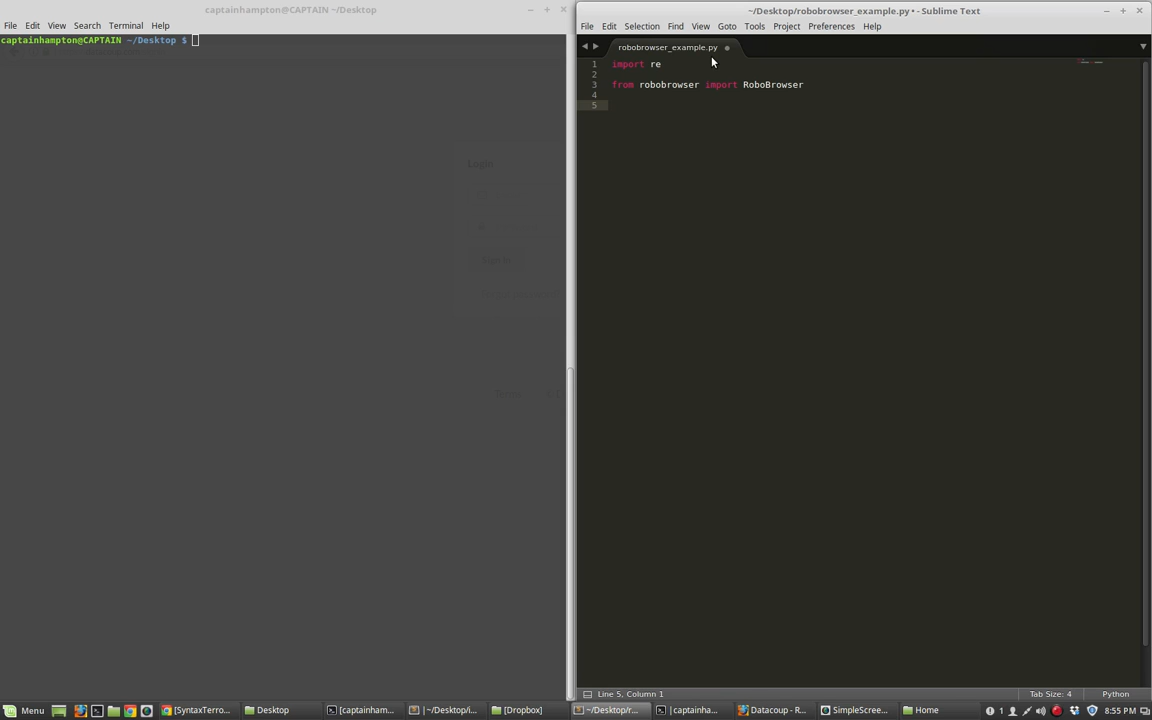 captainhampton@CAPTAIN ~/Desktop
File Edit View Search Terminal Help
captainhampton@CAPTAIN ~/Desktop $
Login
Sign In
~/Desktop/robobrowser_example.py • - Sublime Text
File Edit Selection Find View Goto Tools Project Preferences Help
robobrowser_example.py
1 import re
2
3 from robobrowser import RoboBrowser
4
5
Line 5, Column 1
Tab Size: 4
Python
Menu
[SyntaxTerro...
Desktop
[captainham...
|~/Desktop/i...
[Dropbox]
~/Desktop/r...
|captainha...
Datacoup - R...
SimpleScree...
Home
1
8:55 PM